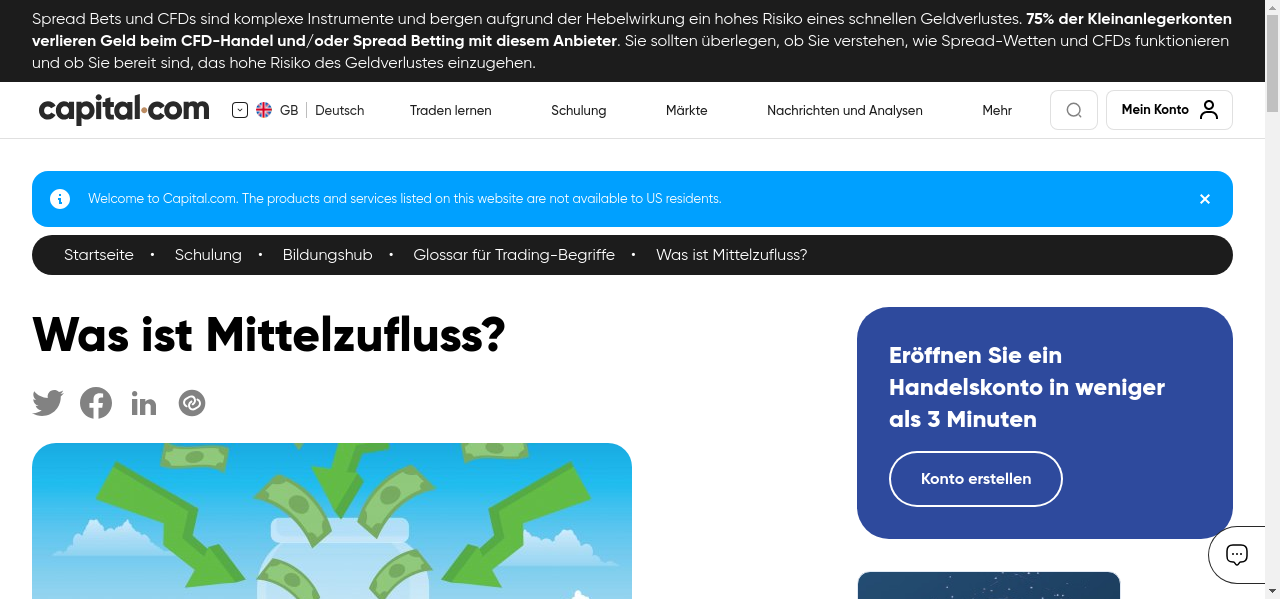 Spread Bets und CFDs sind komplexe Instrumente und bergen aufgrund der Hebelwirkung ein hohes Risiko eines schnellen Geldverlustes. 75% der Kleinanlegerkonten
verlieren Geld beim CFD-Handel und/oder Spread Betting mit diesem Anbieter. Sie sollten überlegen, ob Sie verstehen, wie Spread-Wetten und CFDs funktionieren
und ob Sie bereit sind, das hohe Risiko des Geldverlustes einzugehen.
capital.com GB Deutsch Traden lernen Schulung Märkte Nachrichten und Analysen Mehr Mein Konto
Welcome to Capital.com. The products and services listed on this website are not available to US residents.
Startseite • Schulung • Bildungshub • Glossar für Trading-Begriffe • Was ist Mittelzufluss?
Was ist Mittelzufluss?
Eröffnen Sie ein
Handelskonto in weniger
als 3 Minuten
Konto erstellen